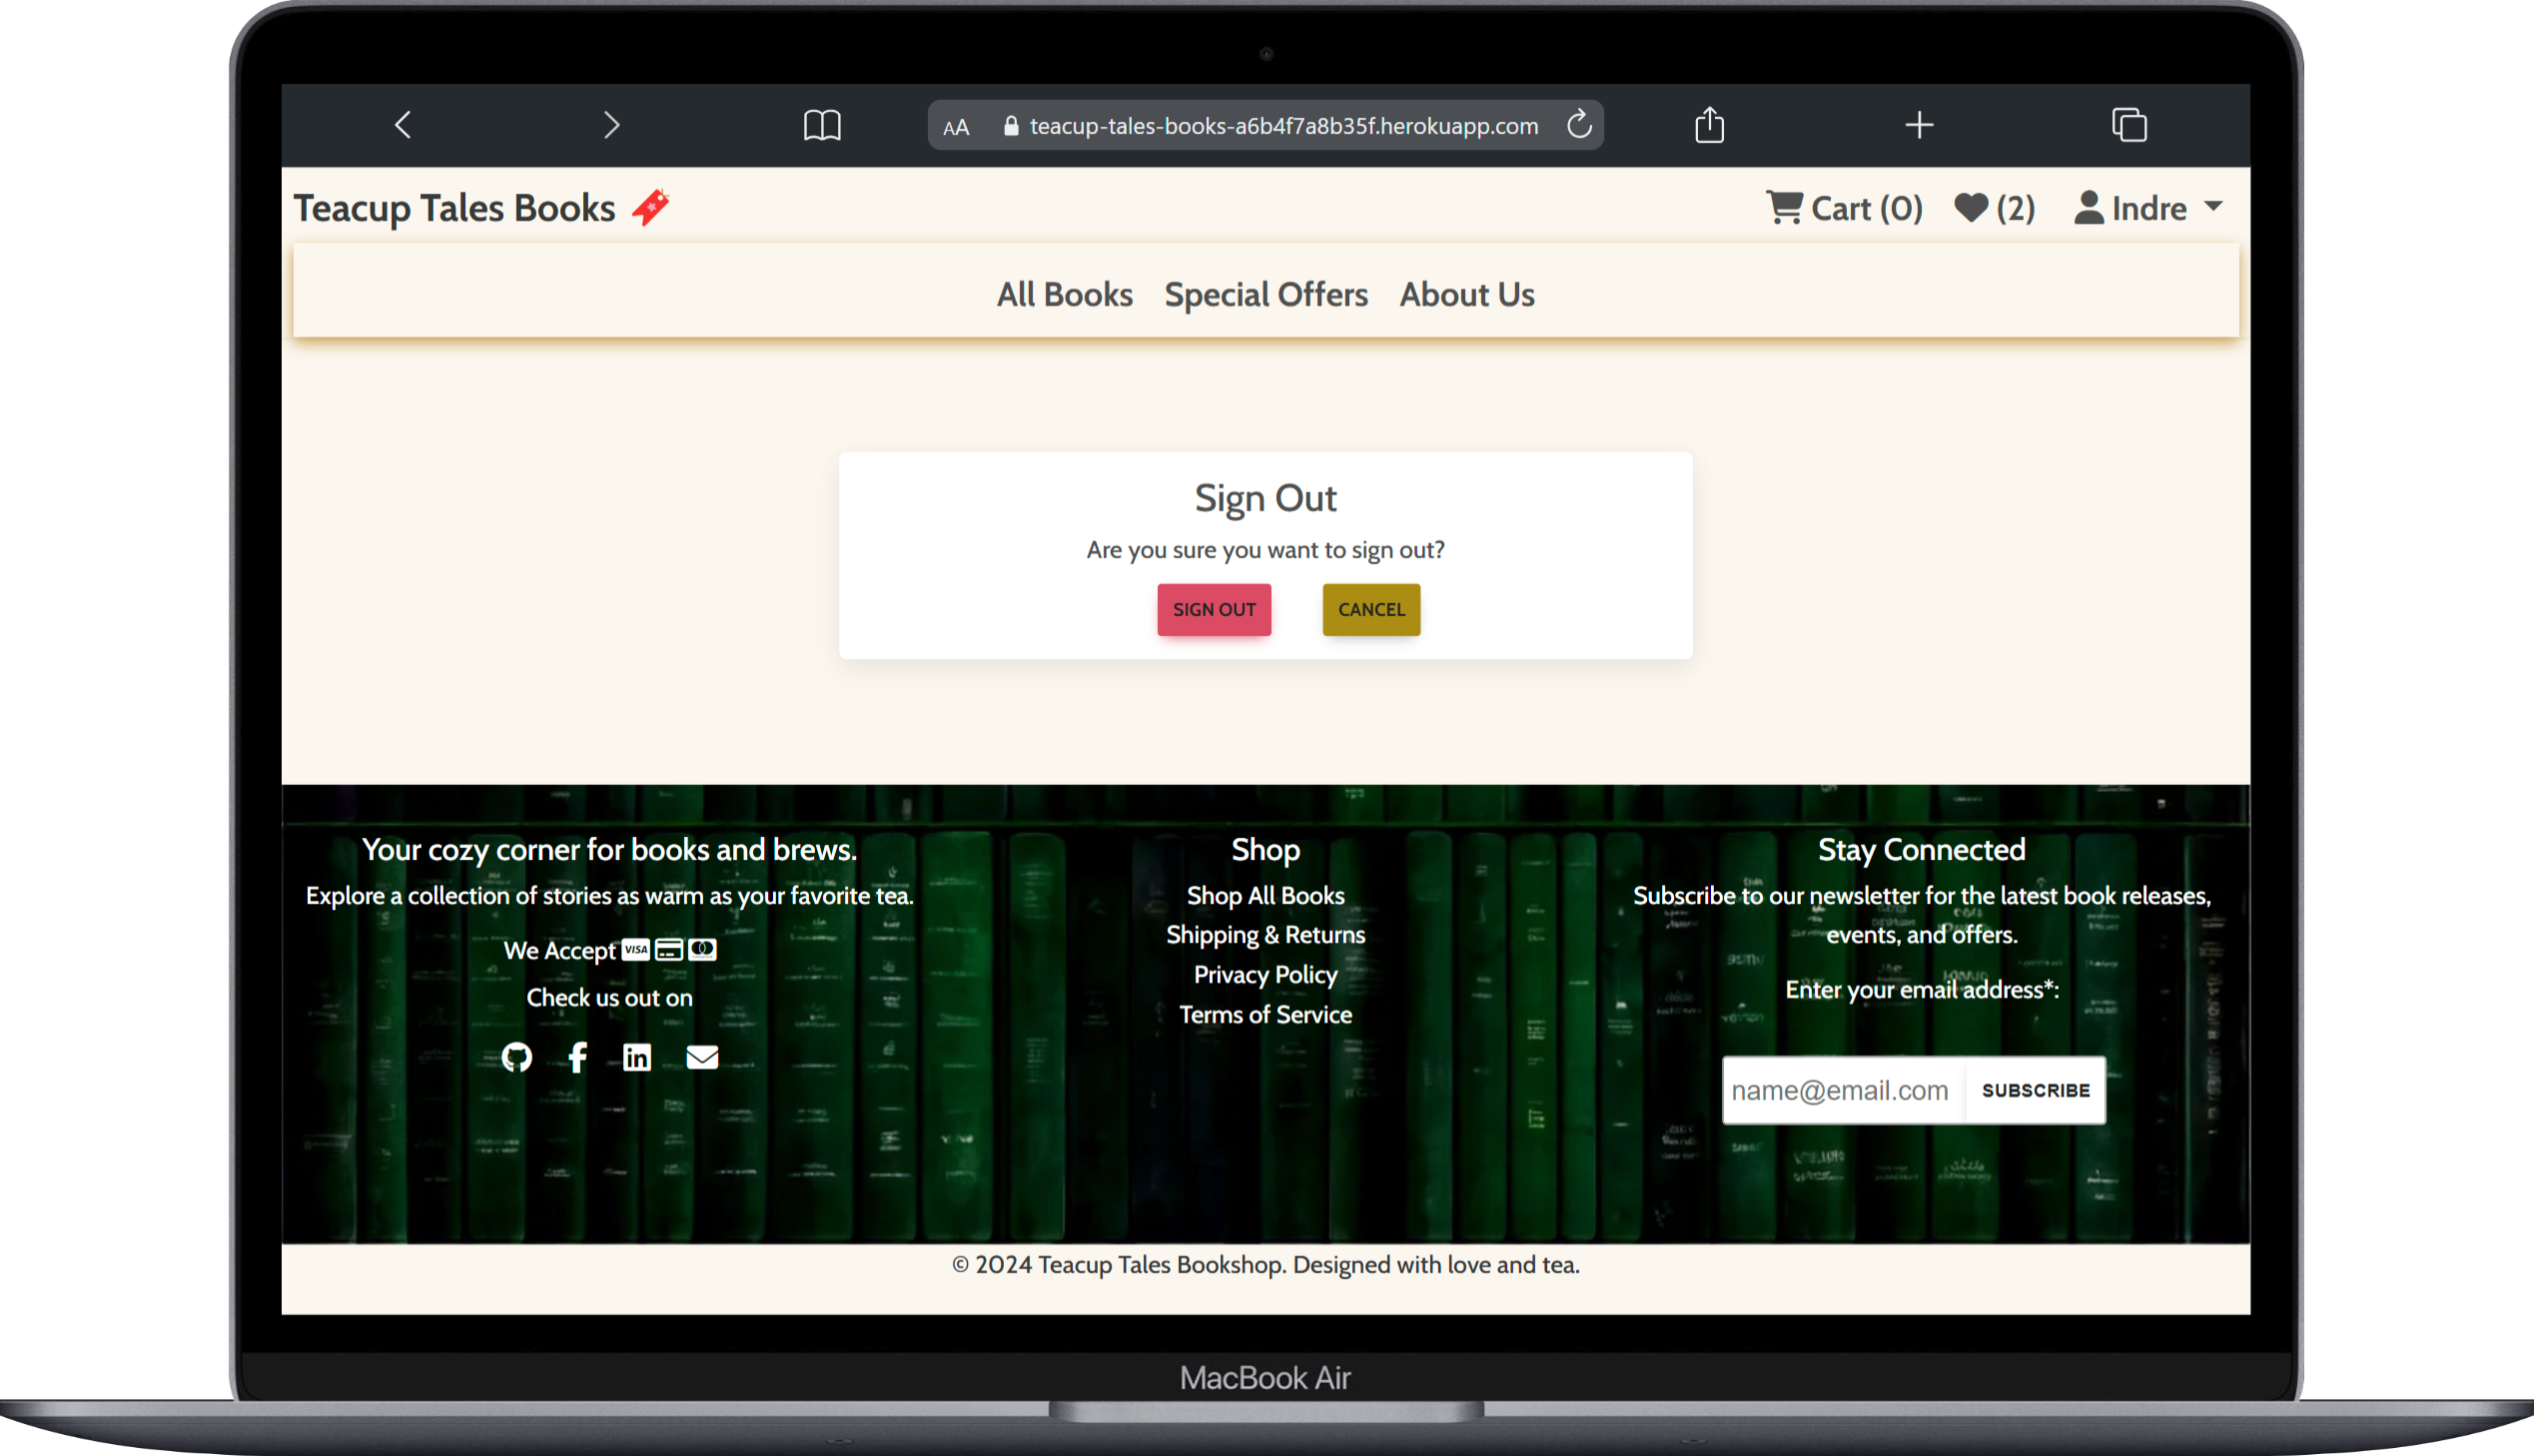 AA teacup-tales-books-a6b4f7a8b35f.herokuapp.com
Teacup Tales Books Cart (0) (2) Indre
All Books Special Offers About Us
Sign Out
Are you sure you want to sign out?
SIGN OUT CANCEL
Your cozy corner for books and brews.
Explore a collection of stories as warm as your favorite tea.
We Accept VISA
Check us out on
in
Shop
Shop All Books
Shipping & Returns
Privacy Policy
Terms of Service
Stay Connected
Subscribe to our newsletter for the latest book releases,
events, and offers.
Enter your email address*:
name@email.com SUBSCRIBE
© 2024 Teacup Tales Bookshop. Designed with love and tea.
MacBook Air